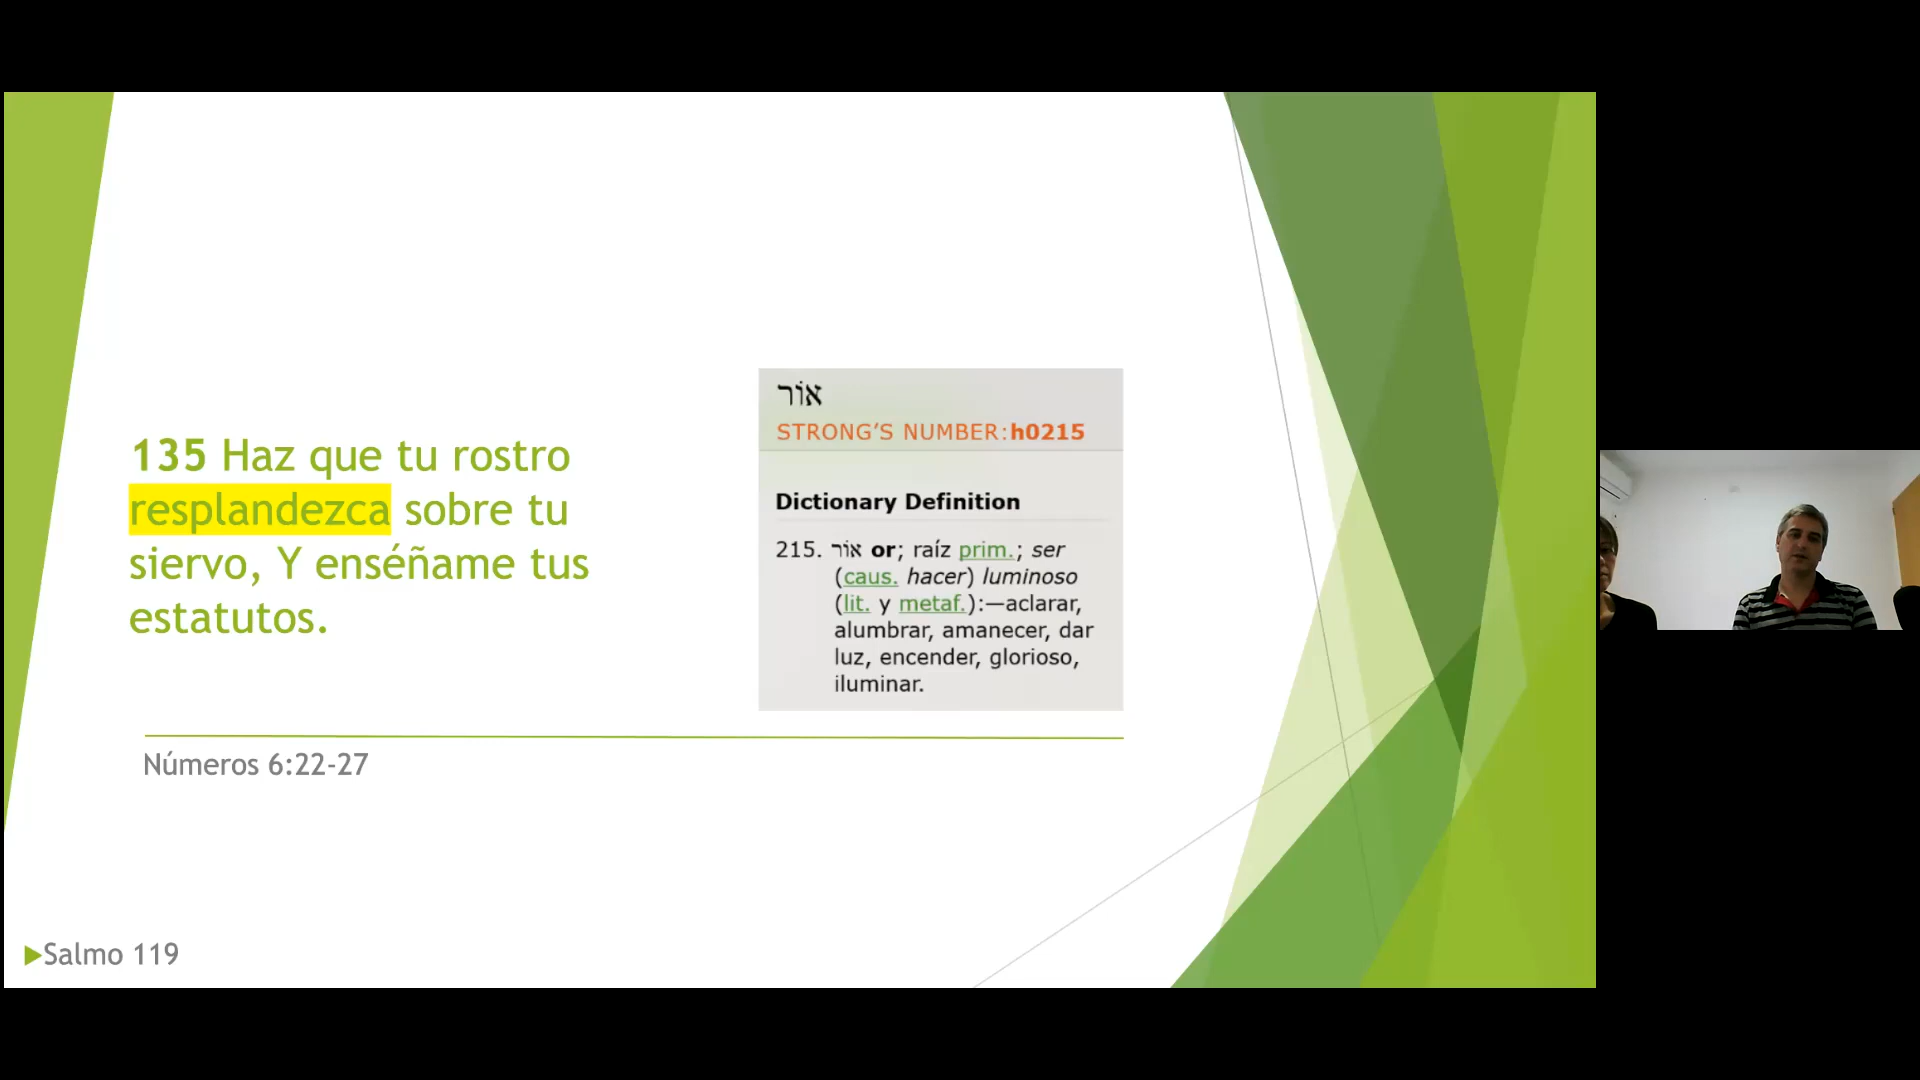 135 Haz que tu rostro
resplandezca sobre tu
siervo, Y enséñame tus
estatutos.
אוֹר
STRONG’S NUMBER:h0215
Dictionary Definition
215. אוֹר or; raíz prim.; ser
(caus. hacer) luminoso
(lit. y metaf.):—aclarar,
alumbrar, amanecer, dar
luz, encender, glorioso,
iluminar.
Números 6:22-27
Salmo 119